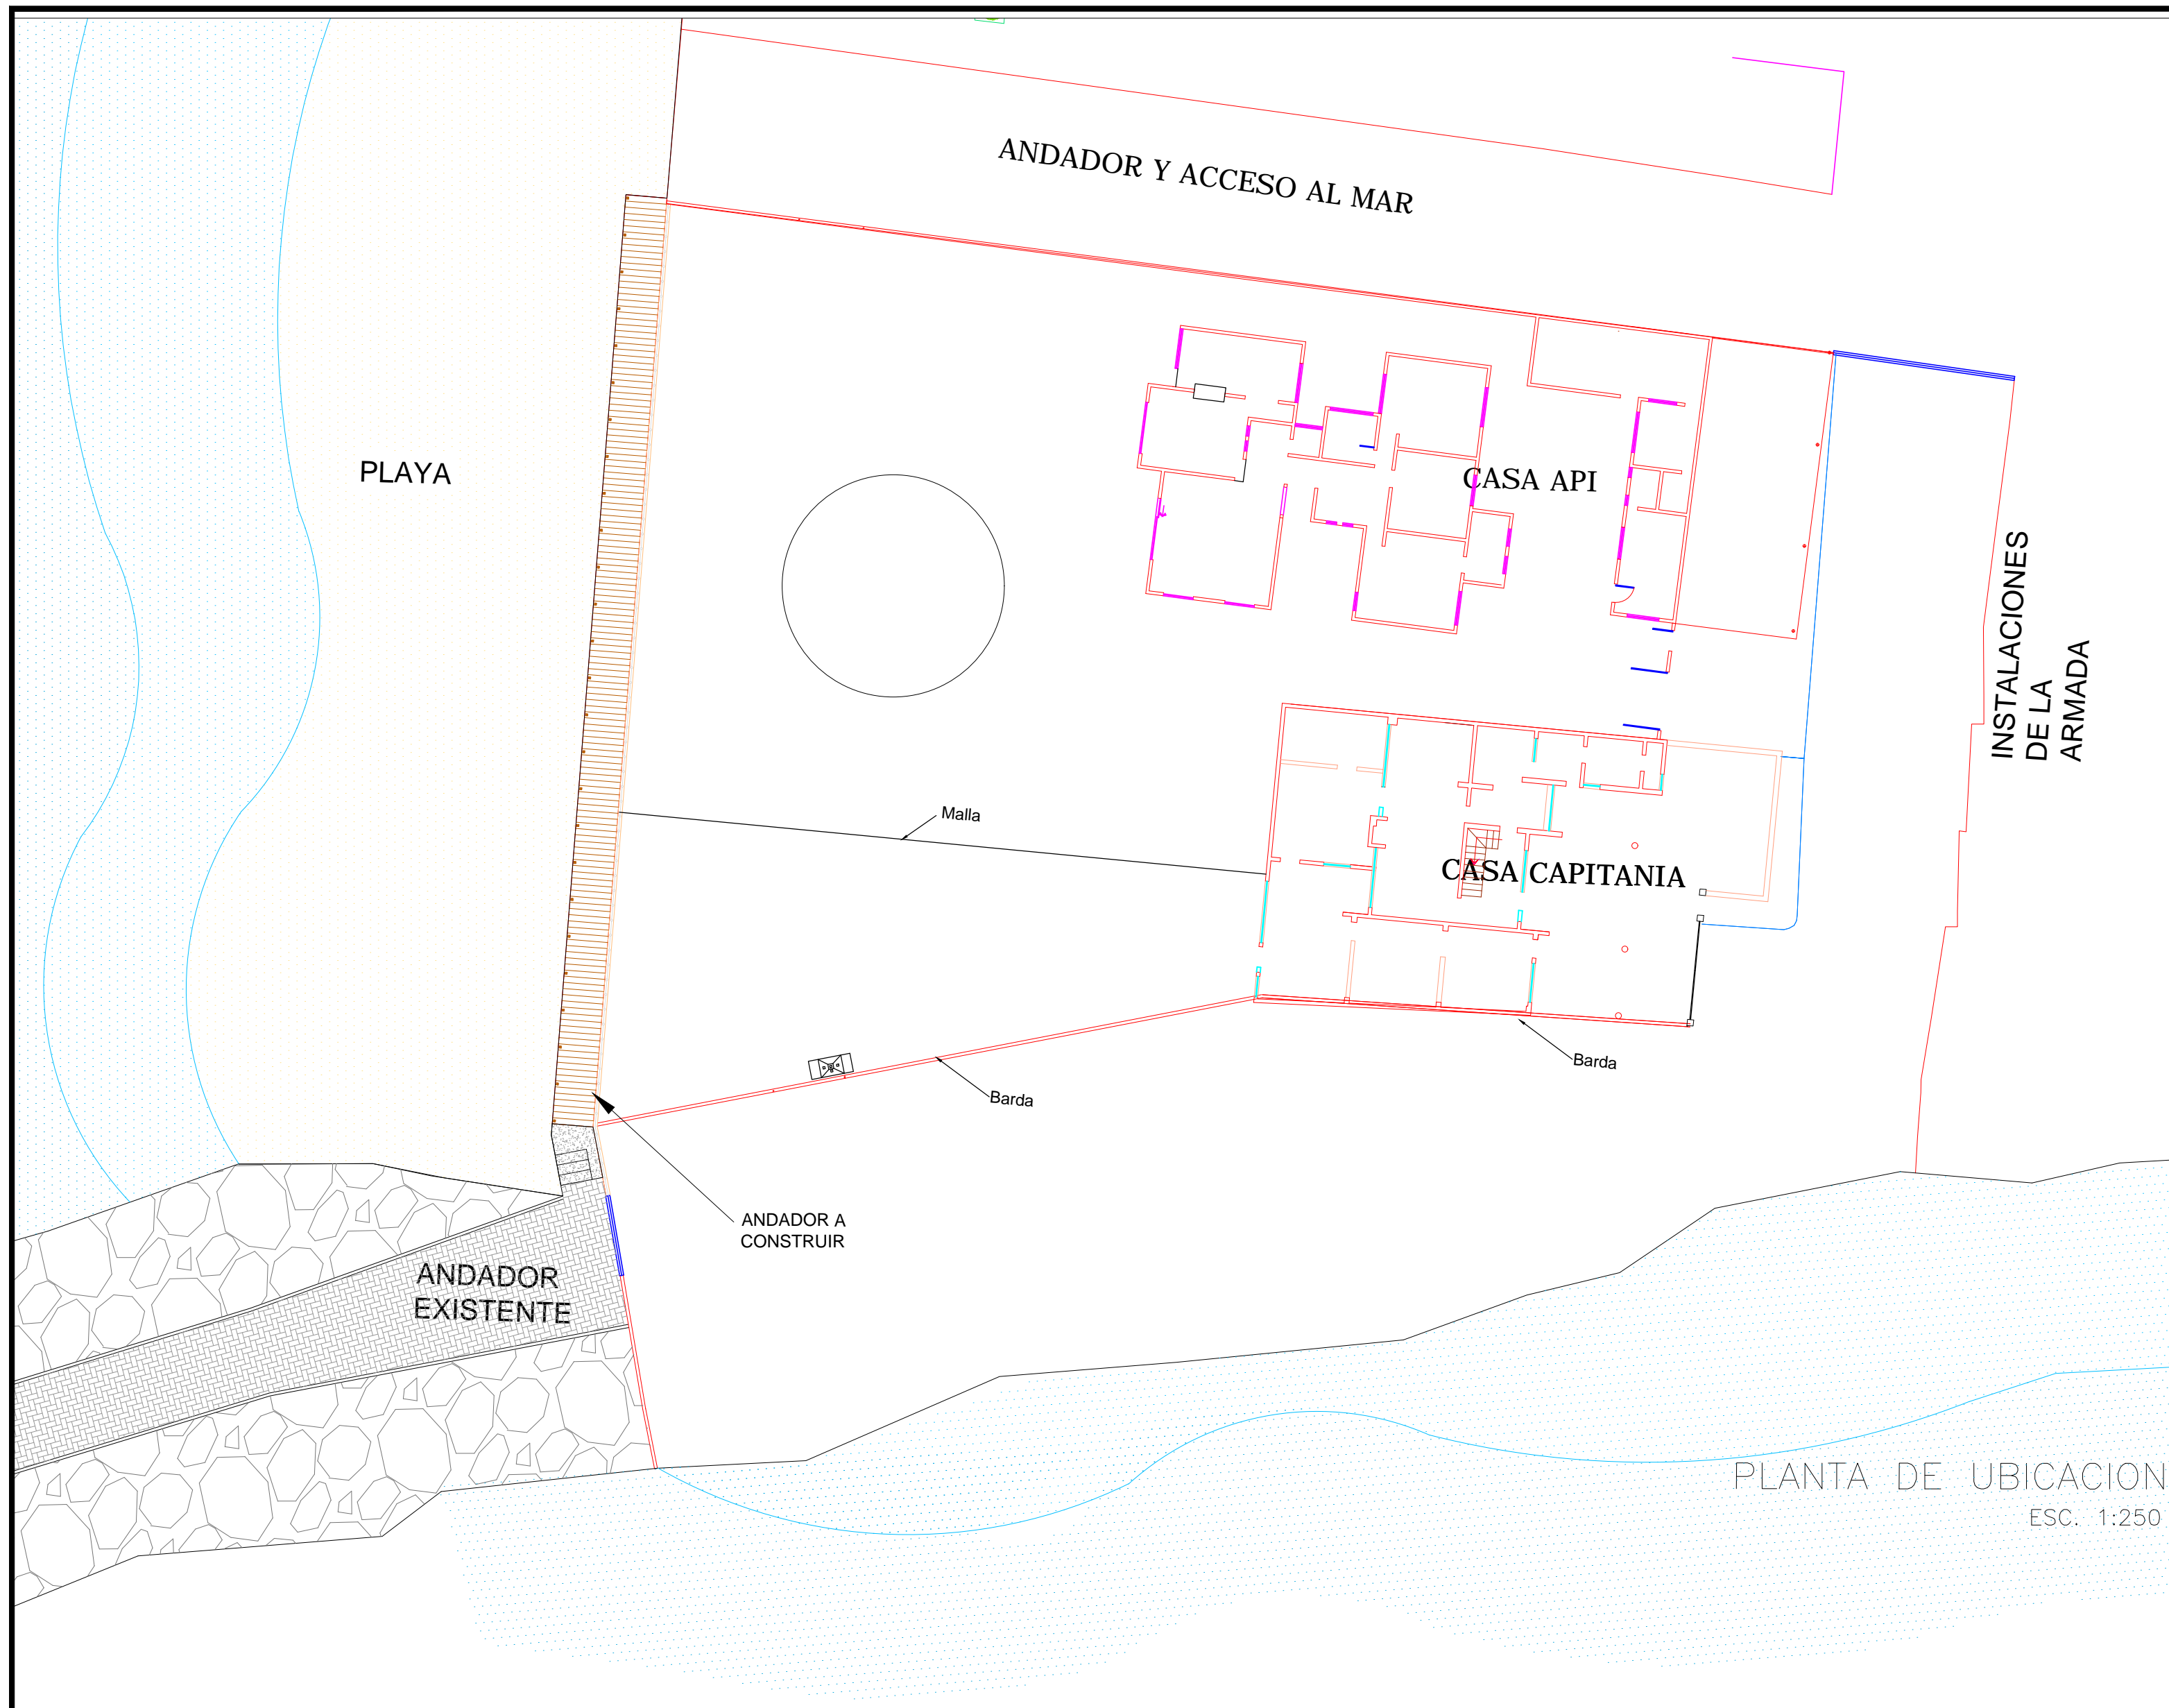 ANDADOR Y ACCESO AL MAR
PLAYA
CASA API
INSTALACIONES
DE LA
ARMADA
Malla
CASA CAPITANIA
Barda
Barda
ANDADOR A
CONSTRUIR
ANDADOR
EXISTENTE
PLANTA DE UBICACION
ESC. 1:250